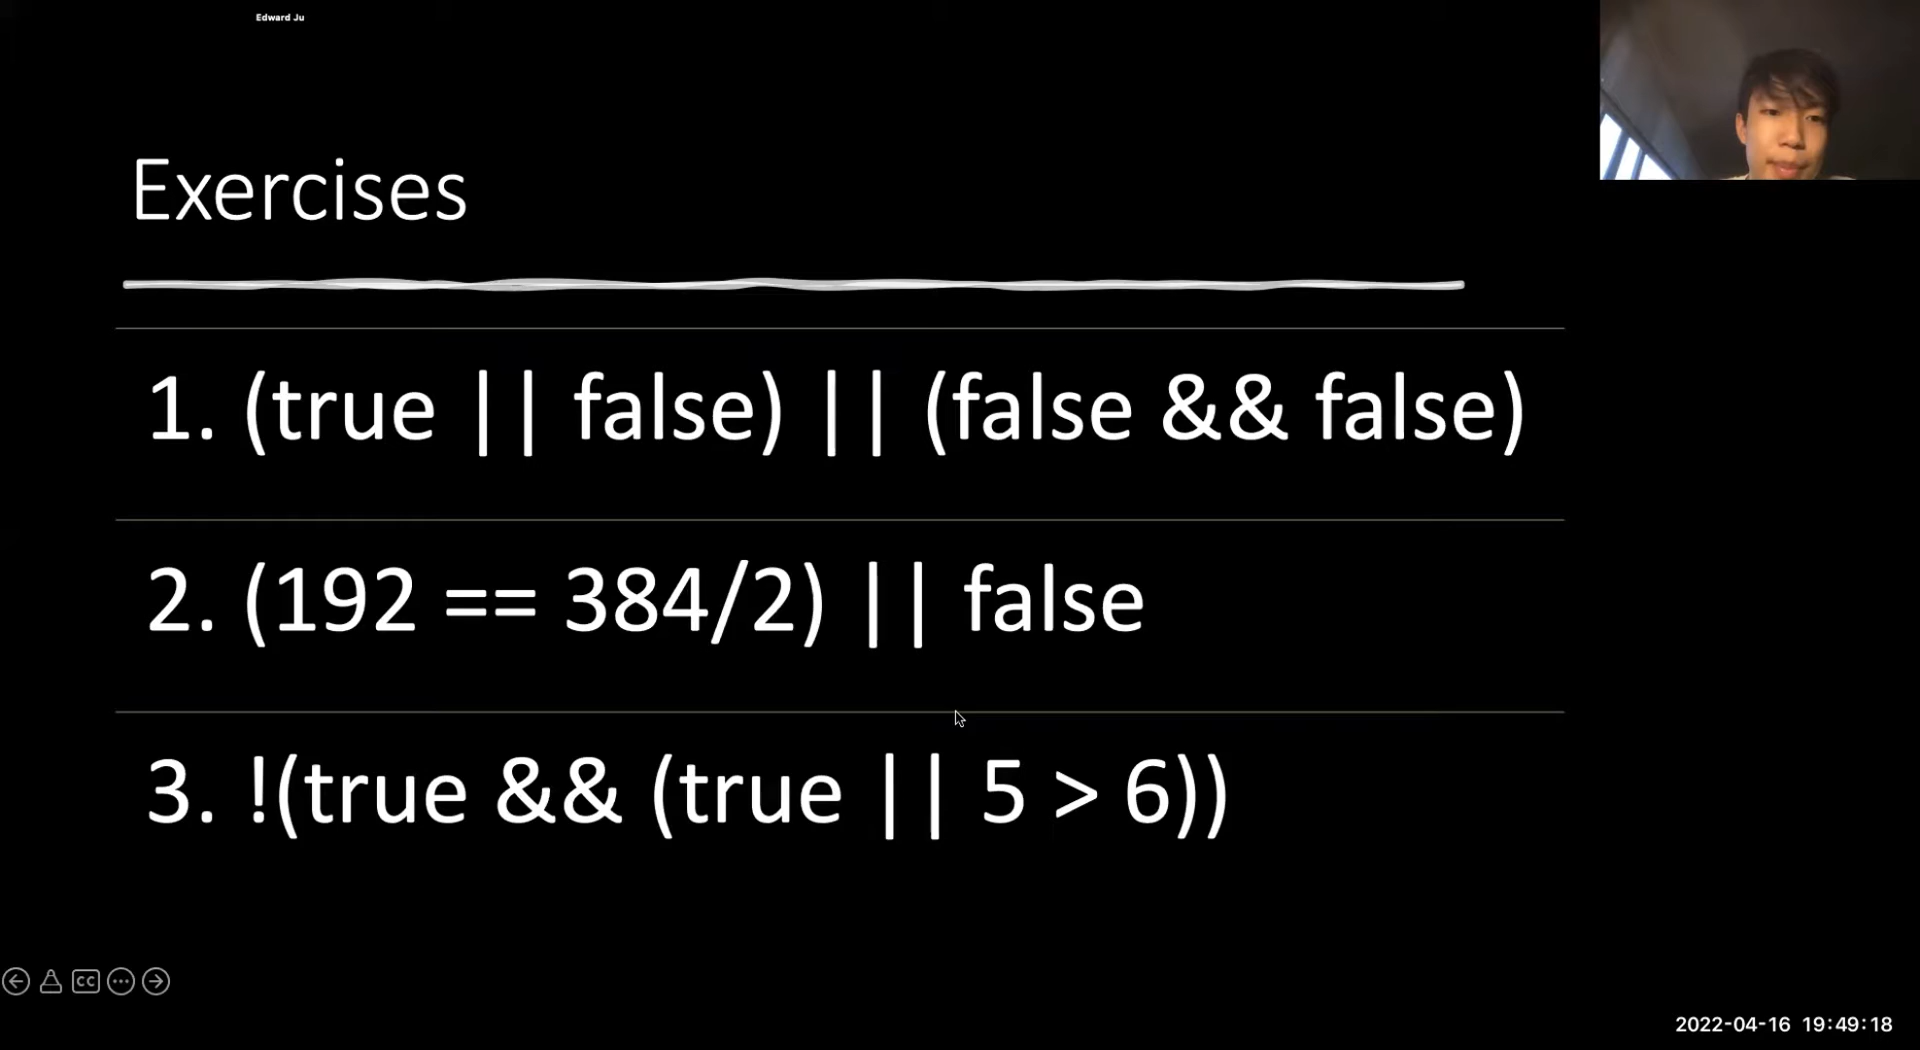 Edward Ju
Exercises
1. (true || false) || (false && false)
2. (192 == 384/2) || false
3. !(true && (true || 5 > 6))
CC
2022-04-16 19:49:18